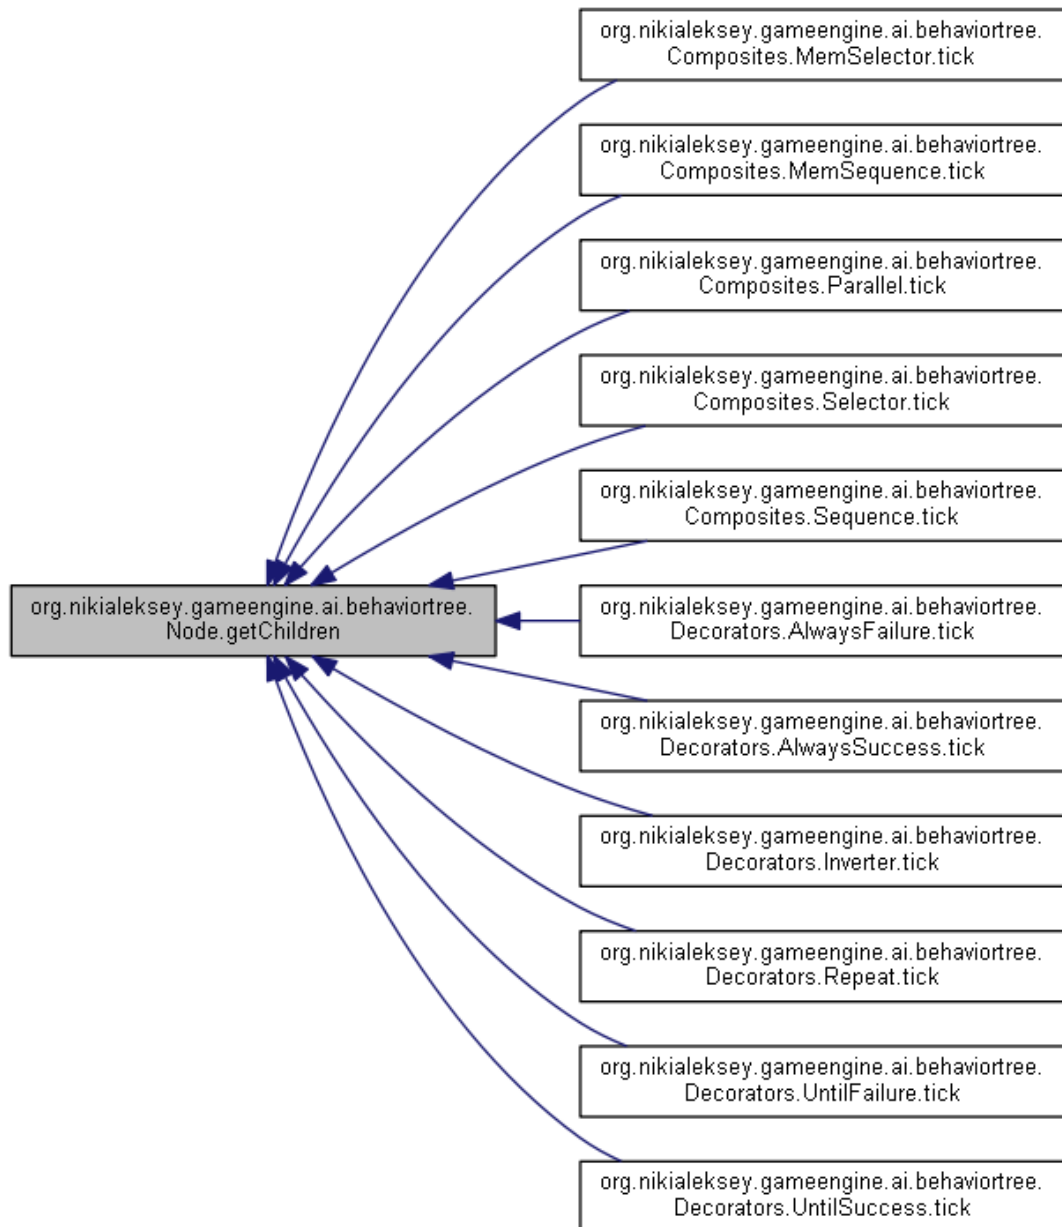 org.nikialeksey.gameengine.ai.behaviortree.
Composites.MemSelector.tick
org.nikialeksey.gameengine.ai.behaviortree.
Composites.MemSequence.tick
org.nikialeksey.gameengine.ai.behaviortree.
Composites.Parallel.tick
org.nikialeksey.gameengine.ai.behaviortree.
Composites.Selector.tick
org.nikialeksey.gameengine.ai.behaviortree.
Composites.Sequence.tick
org.nikialeksey.gameengine.ai.behaviortree.
Node.getChildren
org.nikialeksey.gameengine.ai.behaviortree.
Decorators.AlwaysFailure.tick
org.nikialeksey.gameengine.ai.behaviortree.
Decorators.AlwaysSuccess.tick
org.nikialeksey.gameengine.ai.behaviortree.
Decorators.Inverter.tick
org.nikialeksey.gameengine.ai.behaviortree.
Decorators.Repeat.tick
org.nikialeksey.gameengine.ai.behaviortree.
Decorators.UntilFailure.tick
org.nikialeksey.gameengine.ai.behaviortree.
Decorators.UntilSuccess.tick